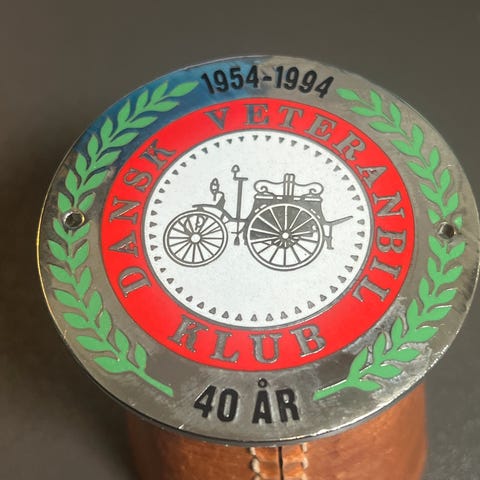 1954-1994
DANSK VETERANBIL
KLUB
40 ÅR